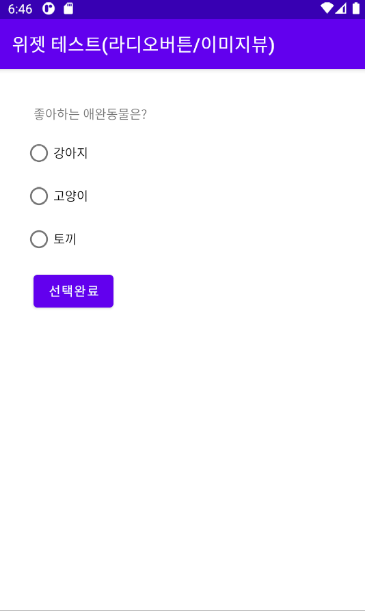 6:46
위젯 테스트(라디오버튼/이미지뷰)
좋아하는 애완동물은?
강아지
고양이
토끼
선택완료